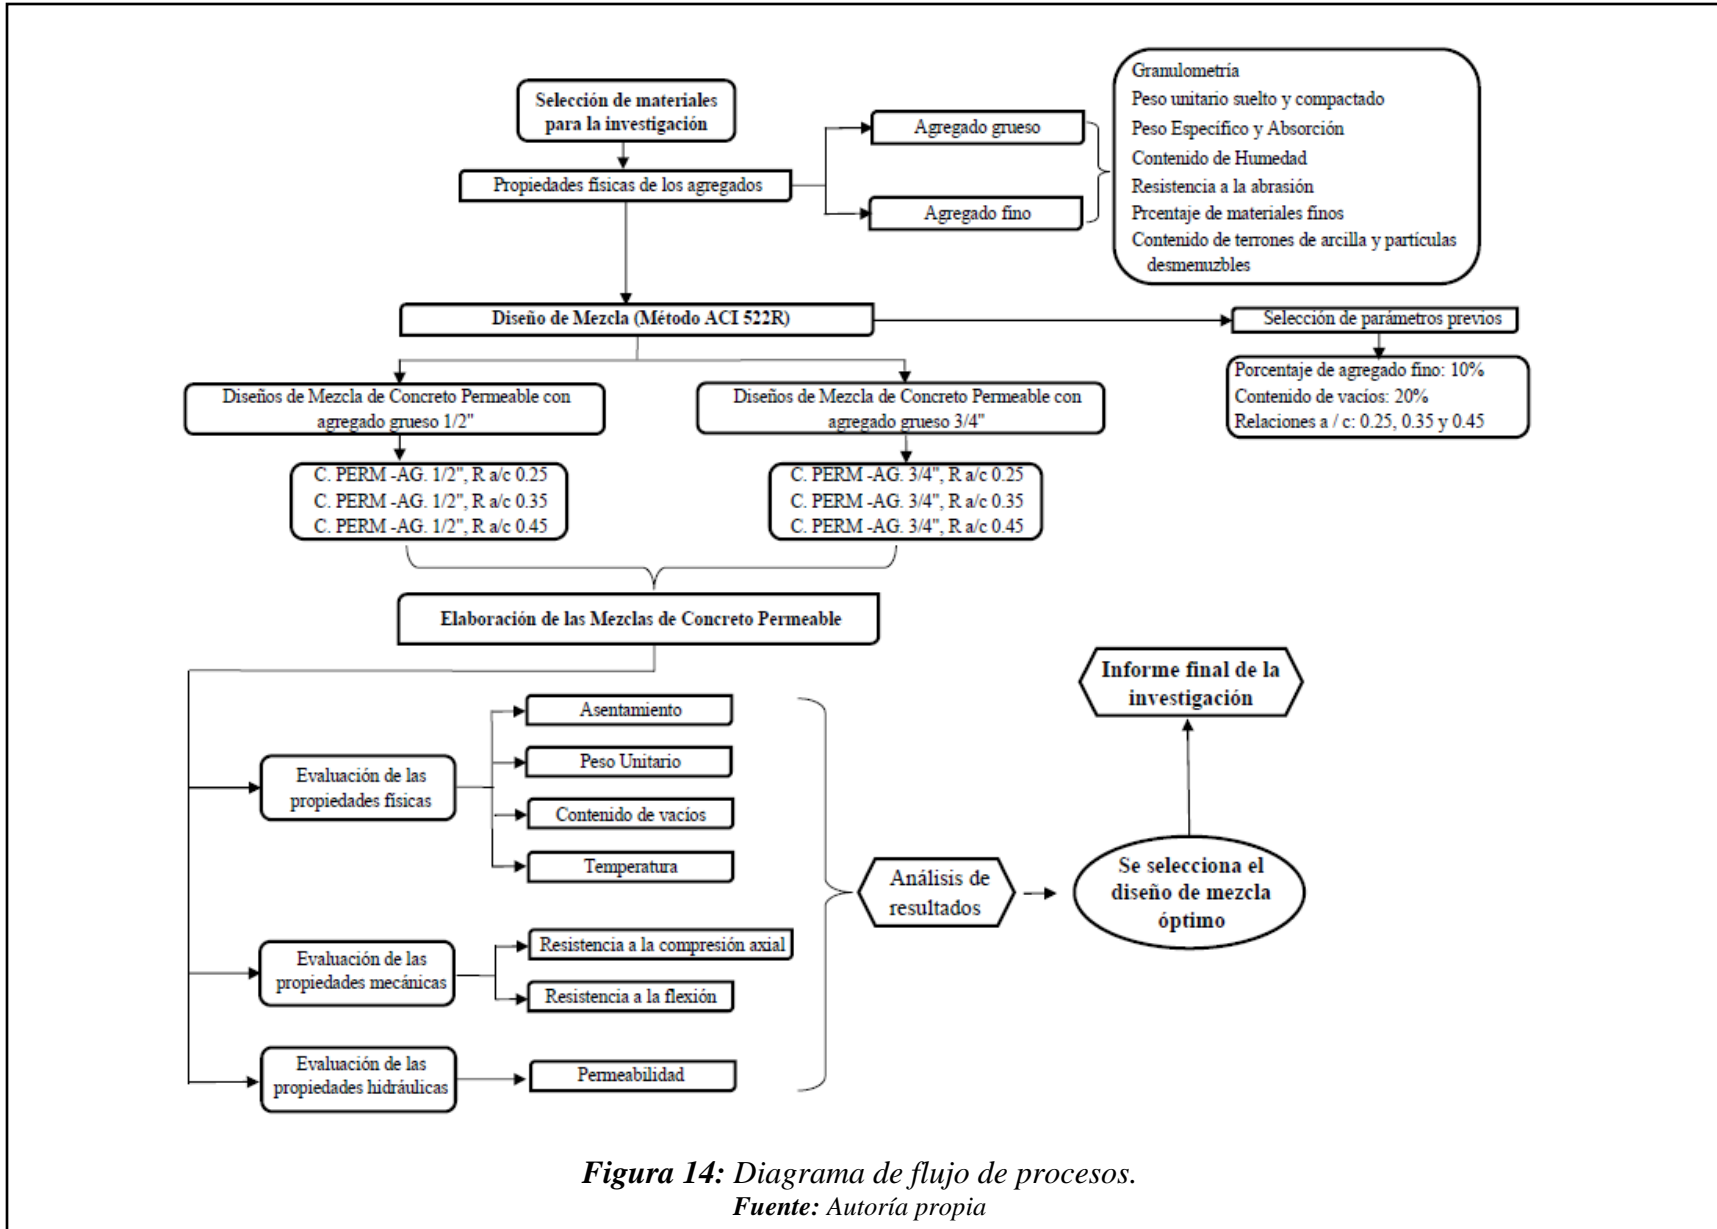 Selección de materiales
para la investigación
Propiedades físicas de los agregados
Agregado grueso
Agregado fino
Granulometría
Peso unitario suelto y compactado
Peso Específico y Absorción
Contenido de Humedad
Resistencia a la abrasión
Prcentaje de materiales finos
Contenido de terrones de arcilla y partículas
desmenuzbles
Diseño de Mezcla (Método ACI 522R)
Selección de parámetros previos
Porcentaje de agregado fino: 10%
Contenido de vacíos: 20%
Relaciones a / c: 0.25, 0.35 y 0.45
Diseños de Mezcla de Concreto Permeable con
agregado grueso 1/2"
Diseños de Mezcla de Concreto Permeable con
agregado grueso 3/4"
C. PERM -AG. 1/2", R a/c 0.25
C. PERM -AG. 1/2", R a/c 0.35
C. PERM -AG. 1/2", R a/c 0.45
C. PERM -AG. 3/4", R a/c 0.25
C. PERM -AG. 3/4", R a/c 0.35
C. PERM -AG. 3/4", R a/c 0.45
Elaboración de las Mezclas de Concreto Permeable
Evaluación de las
propiedades físicas
Asentamiento
Peso Unitario
Contenido de vacíos
Temperatura
Evaluación de las
propiedades mecánicas
Resistencia a la compresión axial
Resistencia a la flexión
Evaluación de las
propiedades hidráulicas
Permeabilidad
Análisis de
resultados
Se selecciona el
diseño de mezcla
óptimo
Informe final de la
investigación
Figura 14: Diagrama de flujo de procesos.
Fuente: Autoría propia